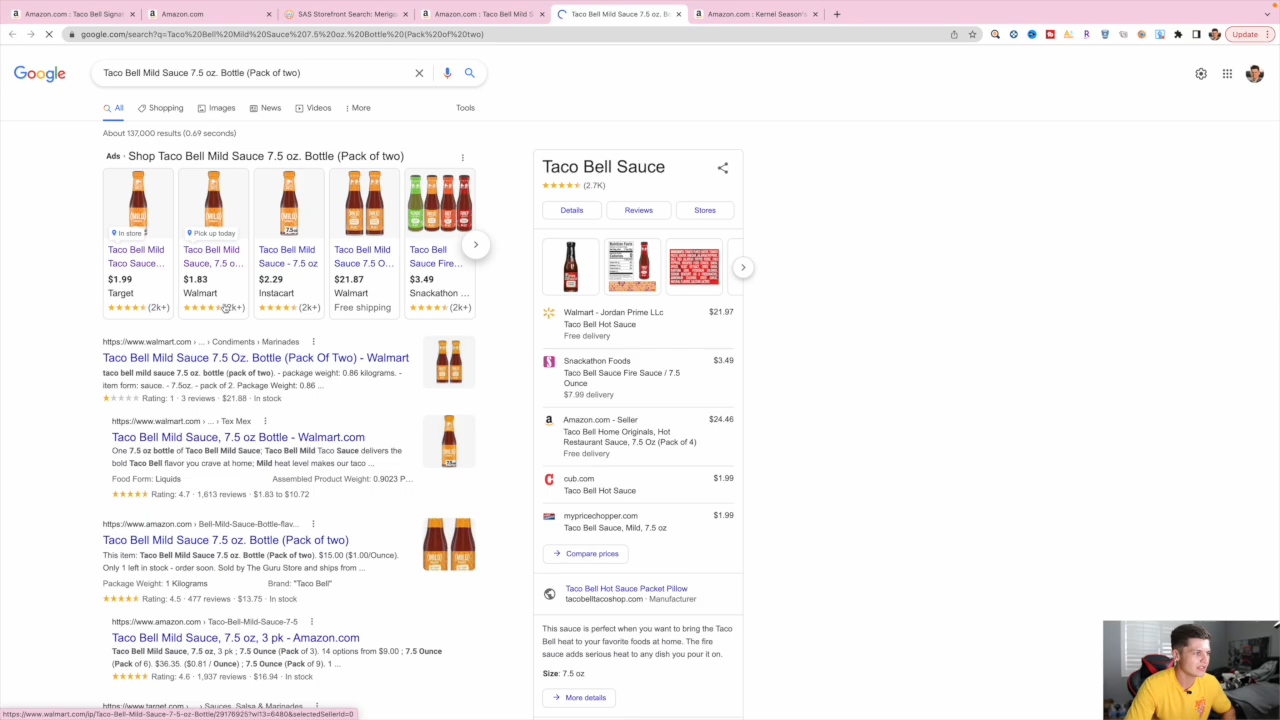 Amazon.com : Taco Bell Signat
Amazon.com
SAS Storefront Search: Merig
Amazon.com : Taco Bell Mild S
Taco Bell Mild Sauce 7.5 oz. Bo
Amazon.com : Kernel Season's
google.com/search?q=Taco%20Bell%20Mild%20Sauce%207.5%20oz.%20Bottle%20(Pack%20of%20two)
Update
Google
Taco Bell Mild Sauce 7.5 oz. Bottle (Pack of two)
All
Shopping
Images
News
Videos
More
Tools
About 137,000 results (0.69 seconds)
Ads · Shop Taco Bell Mild Sauce 7.5 oz. Bottle (Pack of two)
In store
Taco Bell Mild
Taco Sauce...
$1.99
Target
(2k+)
Pick up today
Taco Bell Mild
Sauce, 7.5 o...
$1.83
Walmart
(2k+)
Taco Bell Mild
Sauce - 7.5 oz
$2.29
Instacart
(2k+)
Taco Bell Mild
Sauce 7.5 O...
$21.87
Walmart
Free shipping
Taco Bell
Sauce Fire...
$3.49
Snackathon ...
(2k+)
https://www.walmart.com › ... › Condiments › Marinades
Taco Bell Mild Sauce 7.5 Oz. Bottle (Pack Of Two) - Walmart
taco bell mild sauce 7.5 oz. bottle (pack of two). - package weight: 0.86 kilograms. -
item form: sauce. - 7.5oz. - pack of 2. Package Weight: 0.86 ...
Rating: 1 · 3 reviews · $21.88 · In stock
https://www.walmart.com › ... › Tex Mex
Taco Bell Mild Sauce, 7.5 oz Bottle - Walmart.com
One 7.5 oz bottle of Taco Bell Mild Sauce; Taco Bell Mild Taco Sauce delivers the
bold Taco Bell flavor you crave at home; Mild heat level makes our taco ...
Food Form: Liquids
Assembled Product Weight: 0.9023 P...
Rating: 4.7 · 1,613 reviews · $1.83 to $10.72
https://www.amazon.com › Bell-Mild-Sauce-Bottle-flav...
Taco Bell Mild Sauce 7.5 oz. Bottle (Pack of two)
This item: Taco Bell Mild Sauce 7.5 oz. Bottle (Pack of two). $15.00 ($1.00/Ounce).
Only 1 left in stock - order soon. Sold by The Guru Store and ships from ...
Package Weight: 1 Kilograms
Brand: "Taco Bell"
Rating: 4.5 · 477 reviews · $13.75 · In stock
https://www.amazon.com › Taco-Bell-Mild-Sauce-7-5
Taco Bell Mild Sauce, 7.5 oz, 3 pk - Amazon.com
Taco Bell Mild Sauce, 7.5 oz, 3 pk ; 7.5 Ounce (Pack of 3). 14 options from $9.00 ; 7.5 Ounce
(Pack of 6). $36.35. ($0.81 / Ounce) ; 7.5 Ounce (Pack of 9). 1 ...
Rating: 4.6 · 1,937 reviews · $16.94 · In stock
https://www.target.com › ... › Sauces, Salsa & Marinades
Taco Bell Sauce
(2.7K)
Details
Reviews
Stores
Walmart - Jordan Prime LLc
$21.97
Taco Bell Hot Sauce
Free delivery
Snackathon Foods
$3.49
Taco Bell Sauce Fire Sauce / 7.5
Ounce
$7.99 delivery
Amazon.com - Seller
$24.46
Taco Bell Home Originals, Hot
Restaurant Sauce, 7.5 Oz (Pack of 4)
Free delivery
cub.com
$1.99
Taco Bell Hot Sauce
mypricechopper.com
$1.99
Taco Bell Sauce, Mild, 7.5 oz
Compare prices
Taco Bell Hot Sauce Packet Pillow
tacobelltacoshop.com · Manufacturer
This sauce is perfect when you want to bring the Taco
Bell heat to your favorite foods at home. The fire
sauce adds serious heat to any dish you pour it on.
Size: 7.5 oz
More details
https://www.walmart.com/ip/Taco-Bell-Mild-Sauce-7-5-oz-Bottle/29176925?wl13=6480&selectedSellerId=0